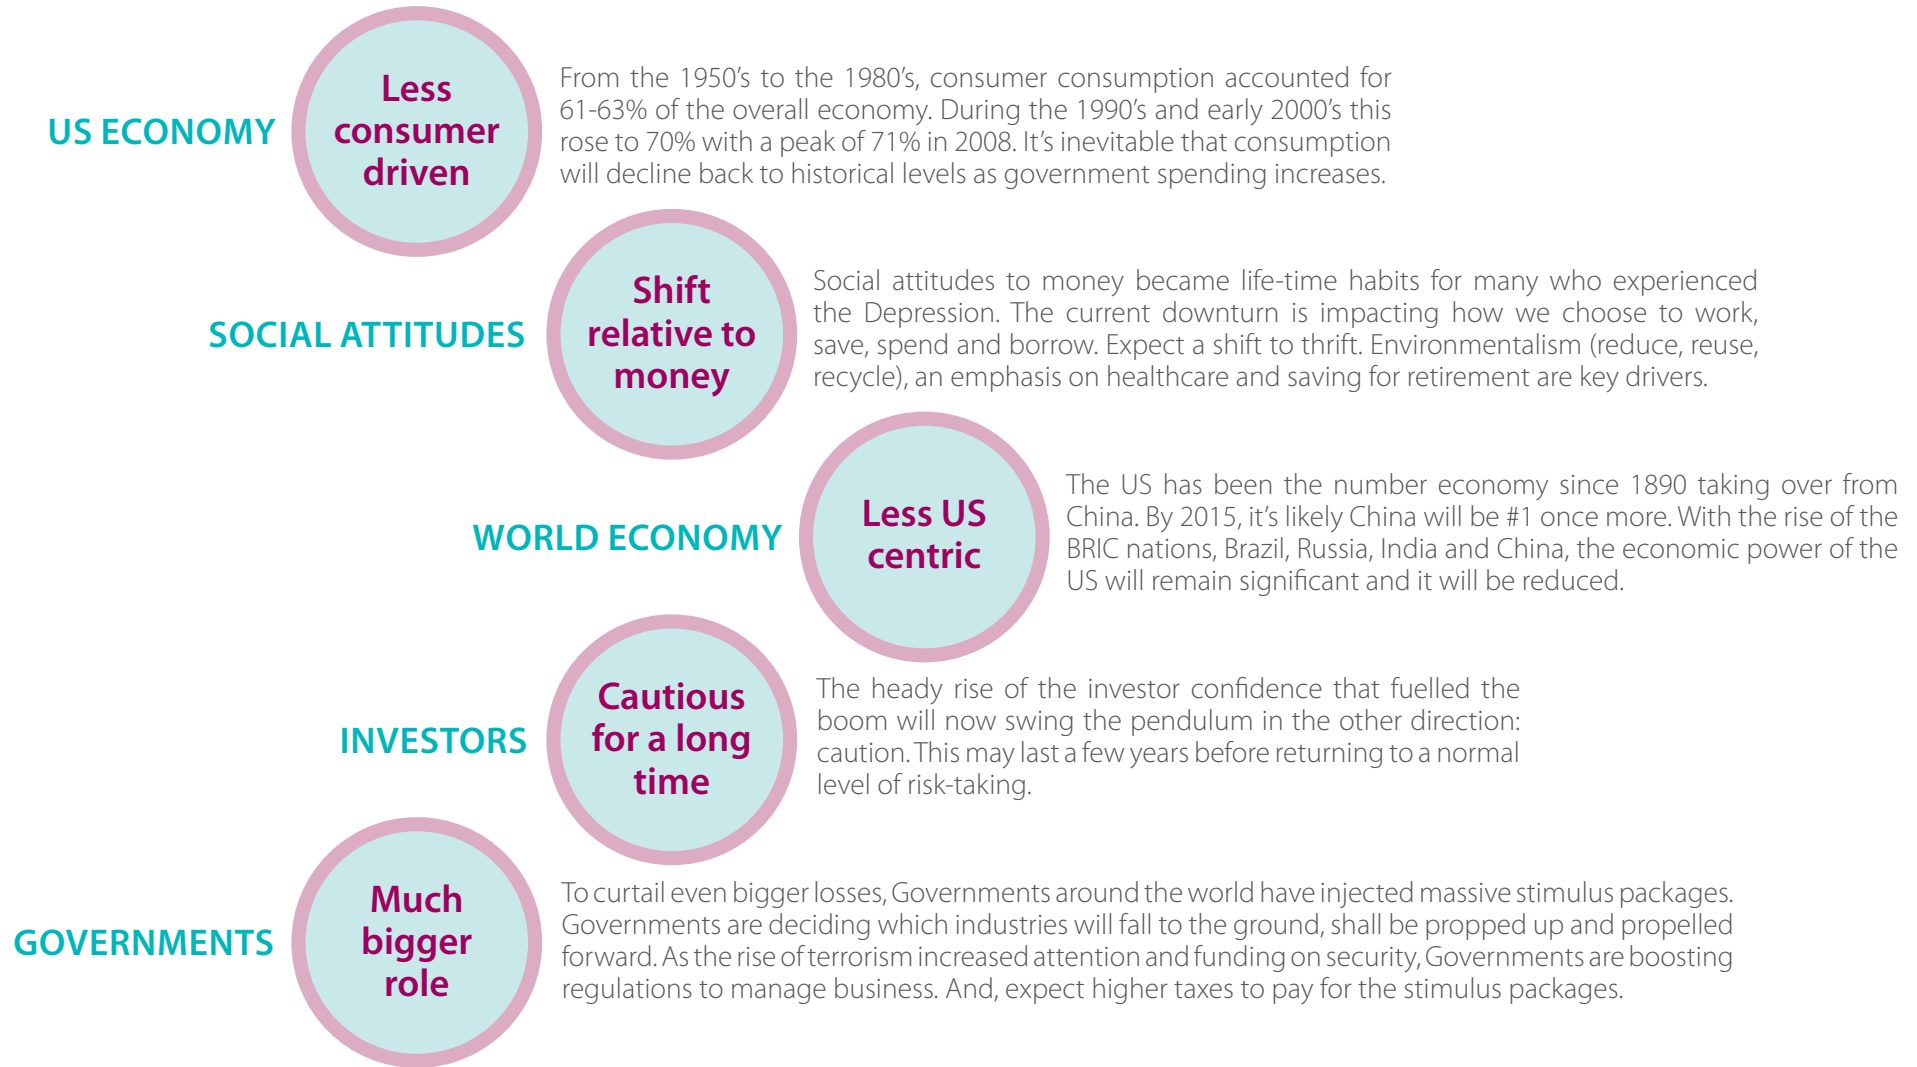 US ECONOMY
Less
consumer
driven
From the 1950's to the 1980's, consumer consumption accounted for
61-63% of the overall economy. During the 1990's and early 2000's this
rose to 70% with a peak of 71% in 2008. It's inevitable that consumption
will decline back to historical levels as government spending increases.
SOCIAL ATTITUDES
Shift
relative to
money
Social attitudes to money became life-time habits for many who experienced
the Depression. The current downturn is impacting how we choose to work,
save, spend and borrow. Expect a shift to thrift. Environmentalism (reduce, reuse,
recycle), an emphasis on healthcare and saving for retirement are key drivers.
WORLD ECONOMY
Less US
centric
The US has been the number economy since 1890 taking over from
China. By 2015, it's likely China will be #1 once more. With the rise of the
BRIC nations, Brazil, Russia, India and China, the economic power of the
US will remain significant and it will be reduced.
INVESTORS
Cautious
for a long
time
The heady rise of the investor confidence that fuelled the
boom will now swing the pendulum in the other direction:
caution. This may last a few years before returning to a normal
level of risk-taking.
GOVERNMENTS
Much
bigger
role
To curtail even bigger losses, Governments around the world have injected massive stimulus packages.
Governments are deciding which industries will fall to the ground, shall be propped up and propelled
forward. As the rise of terrorism increased attention and funding on security, Governments are boosting
regulations to manage business. And, expect higher taxes to pay for the stimulus packages.